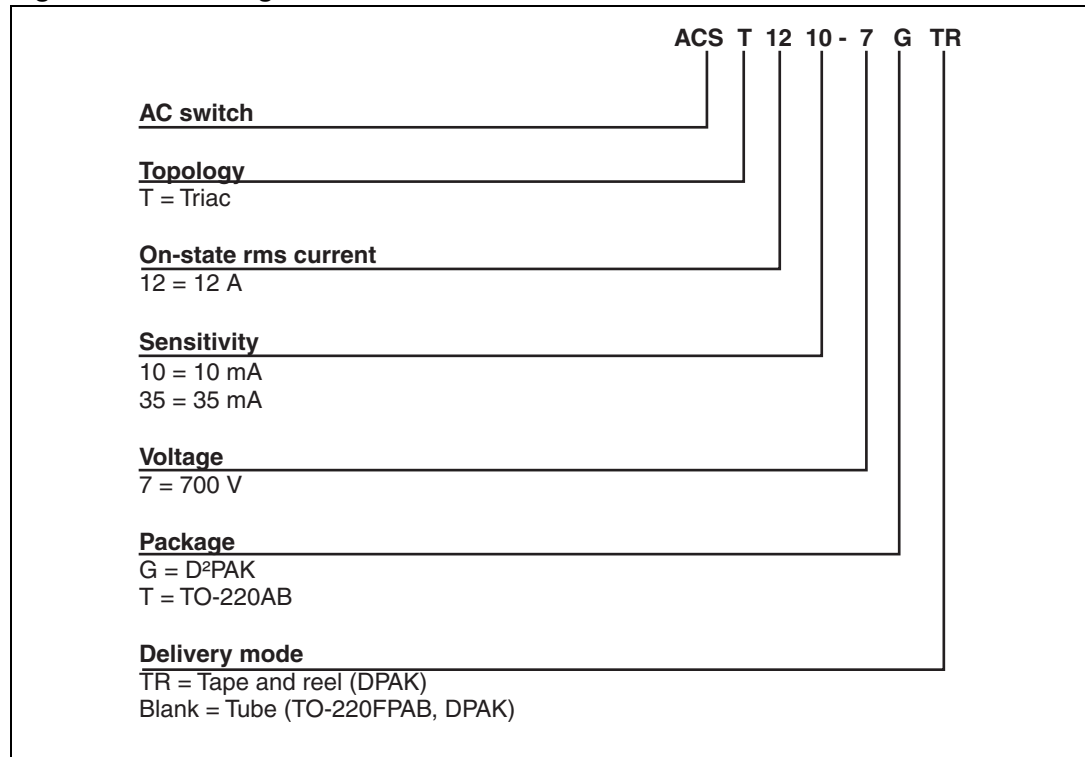 ACS T 12 10 - 7 G TR
AC switch
Topology
T = Triac
On-state rms current
12 = 12 A
Sensitivity
10 = 10 mA
35 = 35 mA
Voltage
7 = 700 V
Package
G = D²PAK
T = TO-220AB
Delivery mode
TR = Tape and reel (DPAK)
Blank = Tube (TO-220FPAB, DPAK)